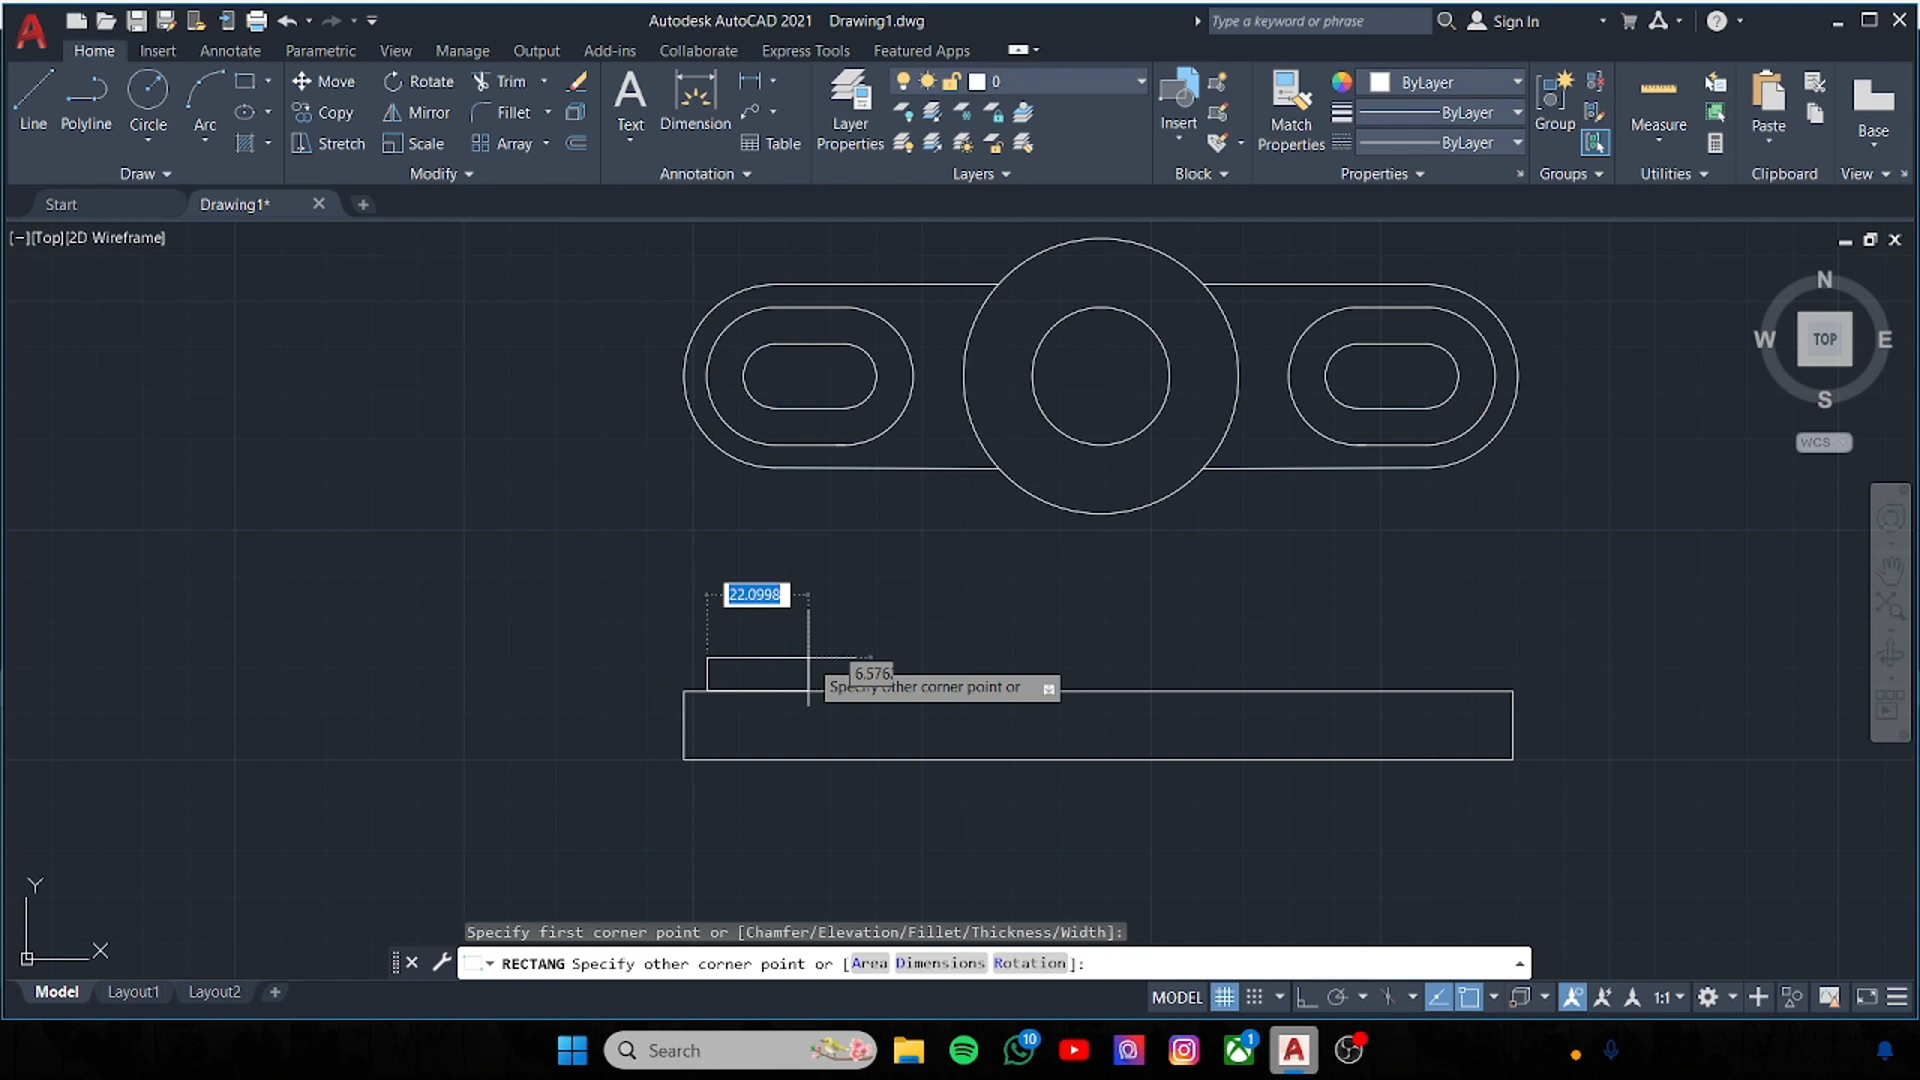 Autodesk AutoCAD 2021 Drawing1.dwg
Type a keyword or phrase
Sign In
Home Insert Annotate Parametric View Manage Output Add-ins Collaborate Express Tools Featured Apps
Line Polyline Circle Arc
Move Rotate Trim
Copy Mirror Fillet
Stretch Scale Array
Text Dimension Table
Layer Properties
0
Insert
Match Properties
ByLayer
ByLayer
ByLayer
Group
Measure
Paste
Base
Draw Modify Annotation Layers Block Properties Groups Utilities Clipboard View
Start Drawing1*
[−][Top][2D Wireframe]
N
W TOP E
S
WCS
22.0998
6.576
Specify other corner point or
Y
X
Specify first corner point or [Chamfer/Elevation/Fillet/Thickness/Width]:
RECTANG Specify other corner point or [Area Dimensions Rotation]:
Model Layout1 Layout2
MODEL
1:1
Search
10
1